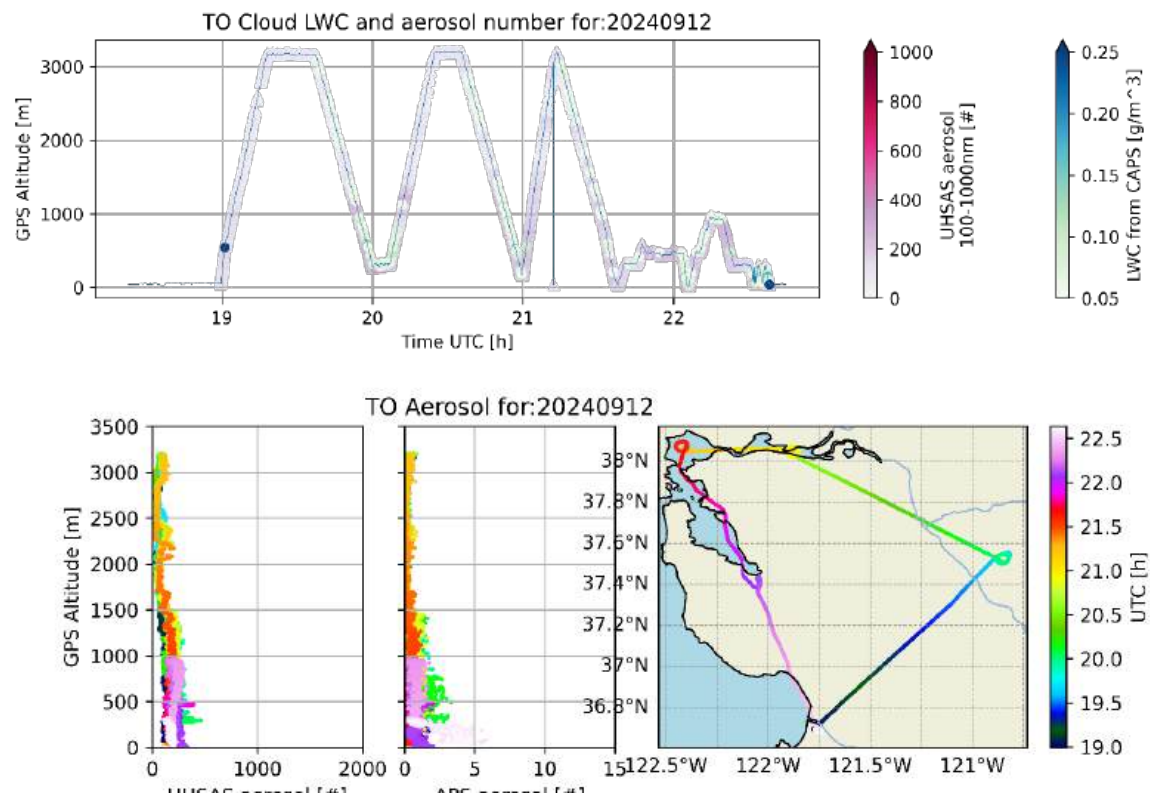 TO Cloud LWC and aerosol number for:20240912
GPS Altitude [m]
3000
2000
1000
0
19
20
21
22
Time UTC [h]
1000
800
600
400
200
0
UHSAS aerosol
100-1000nm [#]
0.25
0.20
0.15
0.10
0.05
LWC from CAPS [g/m^3]
TO Aerosol for:20240912
GPS Altitude [m]
3500
3000
2500
2000
1500
1000
500
0
0
1000
2000
UHSAS aerosol [#]
0
5
10
15
APS aerosol [#]
38°N
37.8°N
37.6°N
37.4°N
37.2°N
37°N
36.8°N
122.5°W
122°W
121.5°W
121°W
22.5
22.0
21.5
21.0
20.5
20.0
19.5
19.0
UTC [h]